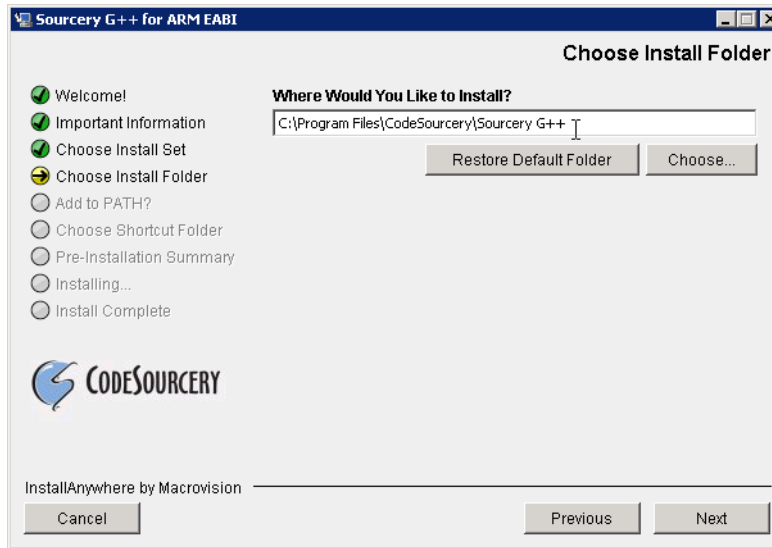 Sourcery G++ for ARM EABI
Choose Install Folder
Welcome!
Important Information
Choose Install Set
Choose Install Folder
Add to PATH?
Choose Shortcut Folder
Pre-Installation Summary
Installing...
Install Complete
Where Would You Like to Install?
C:\Program Files\CodeSourcery\Sourcery G++
Restore Default Folder
Choose...
CODESOURCERY
InstallAnywhere by Macrovision
Cancel
Previous
Next